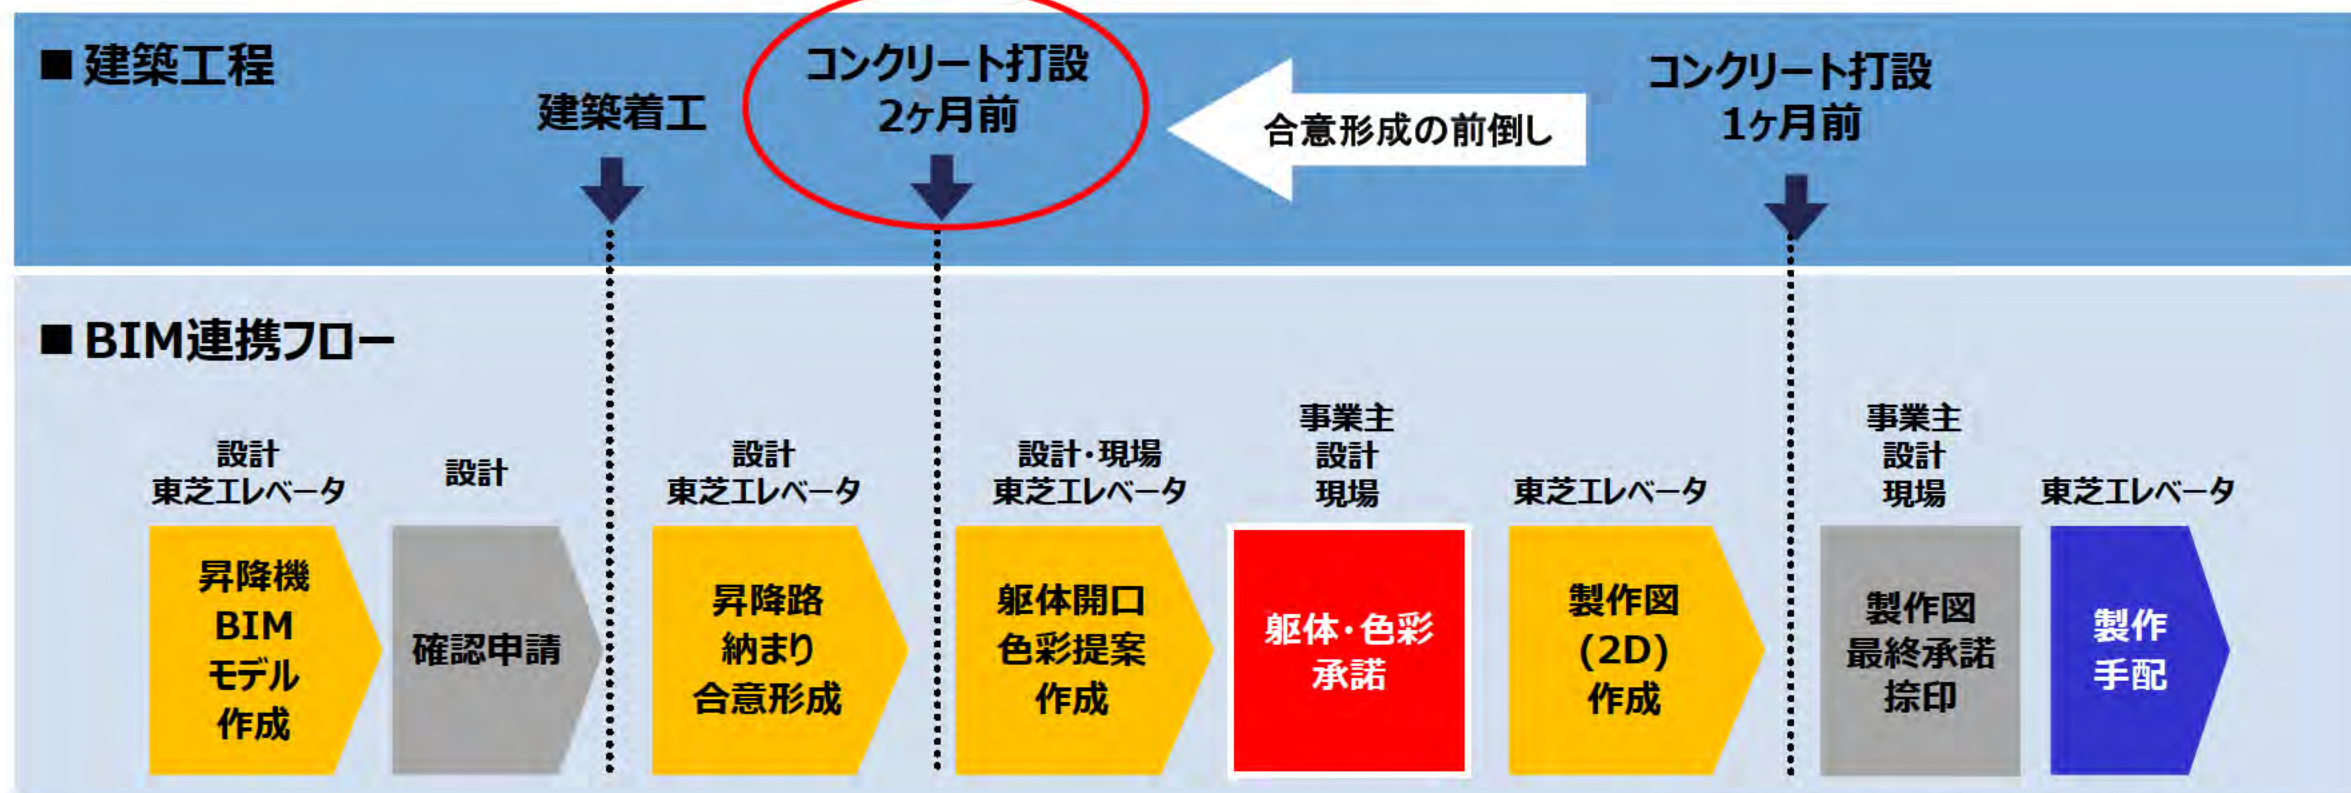 ■建築工程
建築着工
コンクリート打設
2ヶ月前
合意形成の前倒し
コンクリート打設
1ヶ月前
■BIM連携フロー
設計
東芝エレベータ
昇降機
BIM
モデル
作成
設計
確認申請
設計
東芝エレベータ
昇降路
納まり
合意形成
設計・現場
東芝エレベータ
躯体開口
色彩提案
作成
事業主
設計
現場
躯体・色彩
承諾
東芝エレベータ
製作図
(2D)
作成
事業主
設計
現場
製作図
最終承諾
捺印
東芝エレベータ
製作
手配